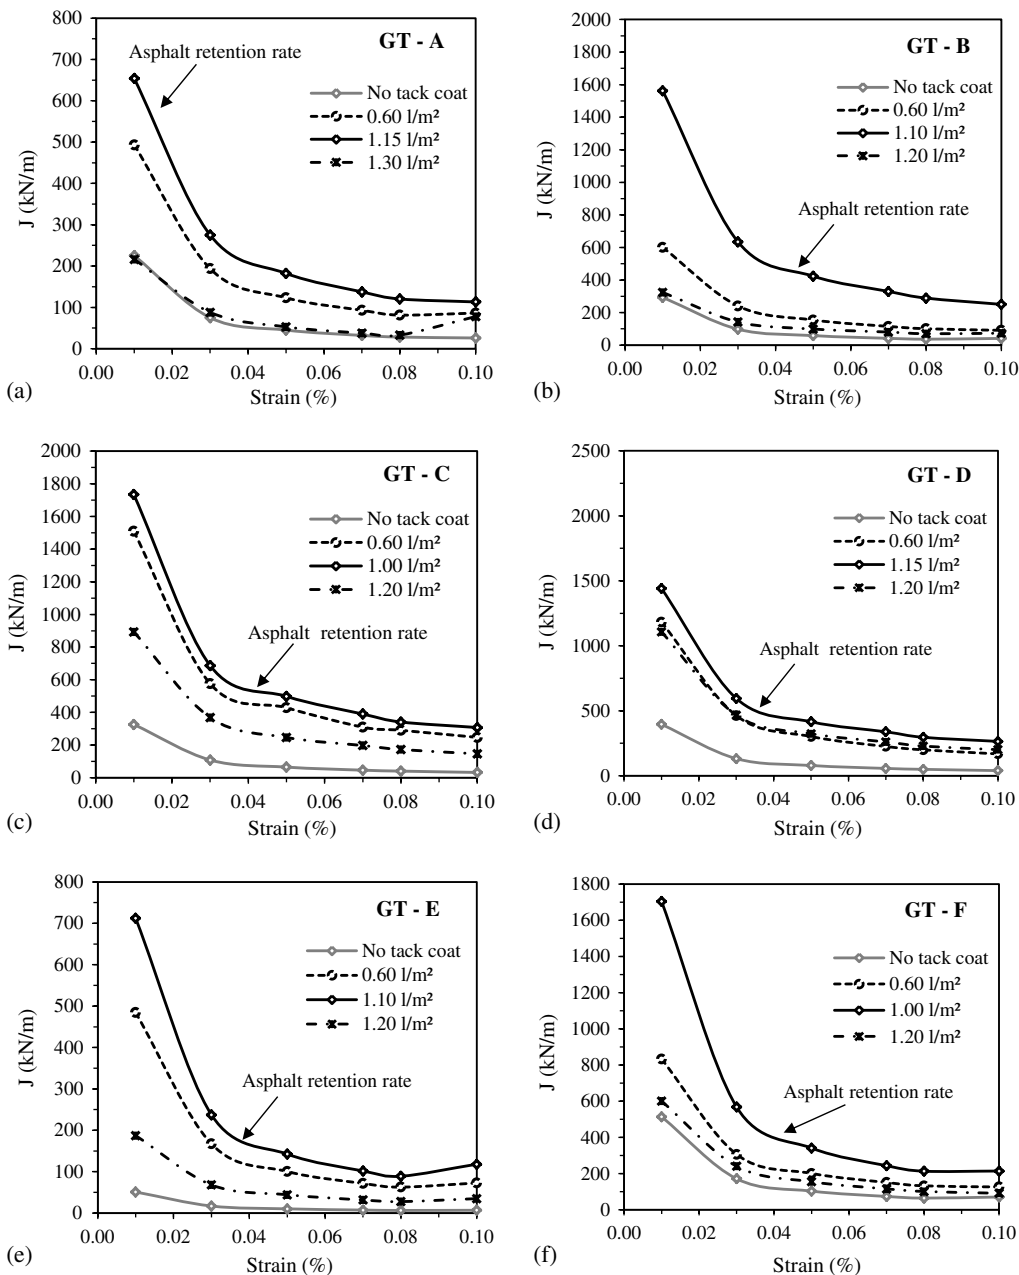 800
700
600
500
400
300
200
100
0
J (kN/m)
GT - A
Asphalt retention rate
No tack coat
0.60 l/m²
1.15 l/m²
1.30 l/m²
0.00 0.02 0.04 0.06 0.08 0.10
Strain (%)
(a)
2000
1800
1600
1400
1200
1000
800
600
400
200
0
J (kN/m)
GT - B
No tack coat
0.60 l/m²
1.10 l/m²
1.20 l/m²
Asphalt retention rate
0.00 0.02 0.04 0.06 0.08 0.10
Strain (%)
(b)
2000
1800
1600
1400
1200
1000
800
600
400
200
0
J (kN/m)
GT - C
No tack coat
0.60 l/m²
1.00 l/m²
1.20 l/m²
Asphalt retention rate
0.00 0.02 0.04 0.06 0.08 0.10
Strain (%)
(c)
2500
2000
1500
1000
500
0
J (kN/m)
GT - D
No tack coat
0.60 l/m²
1.15 l/m²
1.20 l/m²
Asphalt retention rate
0.00 0.02 0.04 0.06 0.08 0.10
Strain (%)
(d)
800
700
600
500
400
300
200
100
0
J (kN/m)
GT - E
No tack coat
0.60 l/m²
1.10 l/m²
1.20 l/m²
Asphalt retention rate
0.00 0.02 0.04 0.06 0.08 0.10
Strain (%)
(e)
1800
1600
1400
1200
1000
800
600
400
200
0
J (kN/m)
GT - F
No tack coat
0.60 l/m²
1.00 l/m²
1.20 l/m²
Asphalt retention rate
0.00 0.02 0.04 0.06 0.08 0.10
Strain (%)
(f)